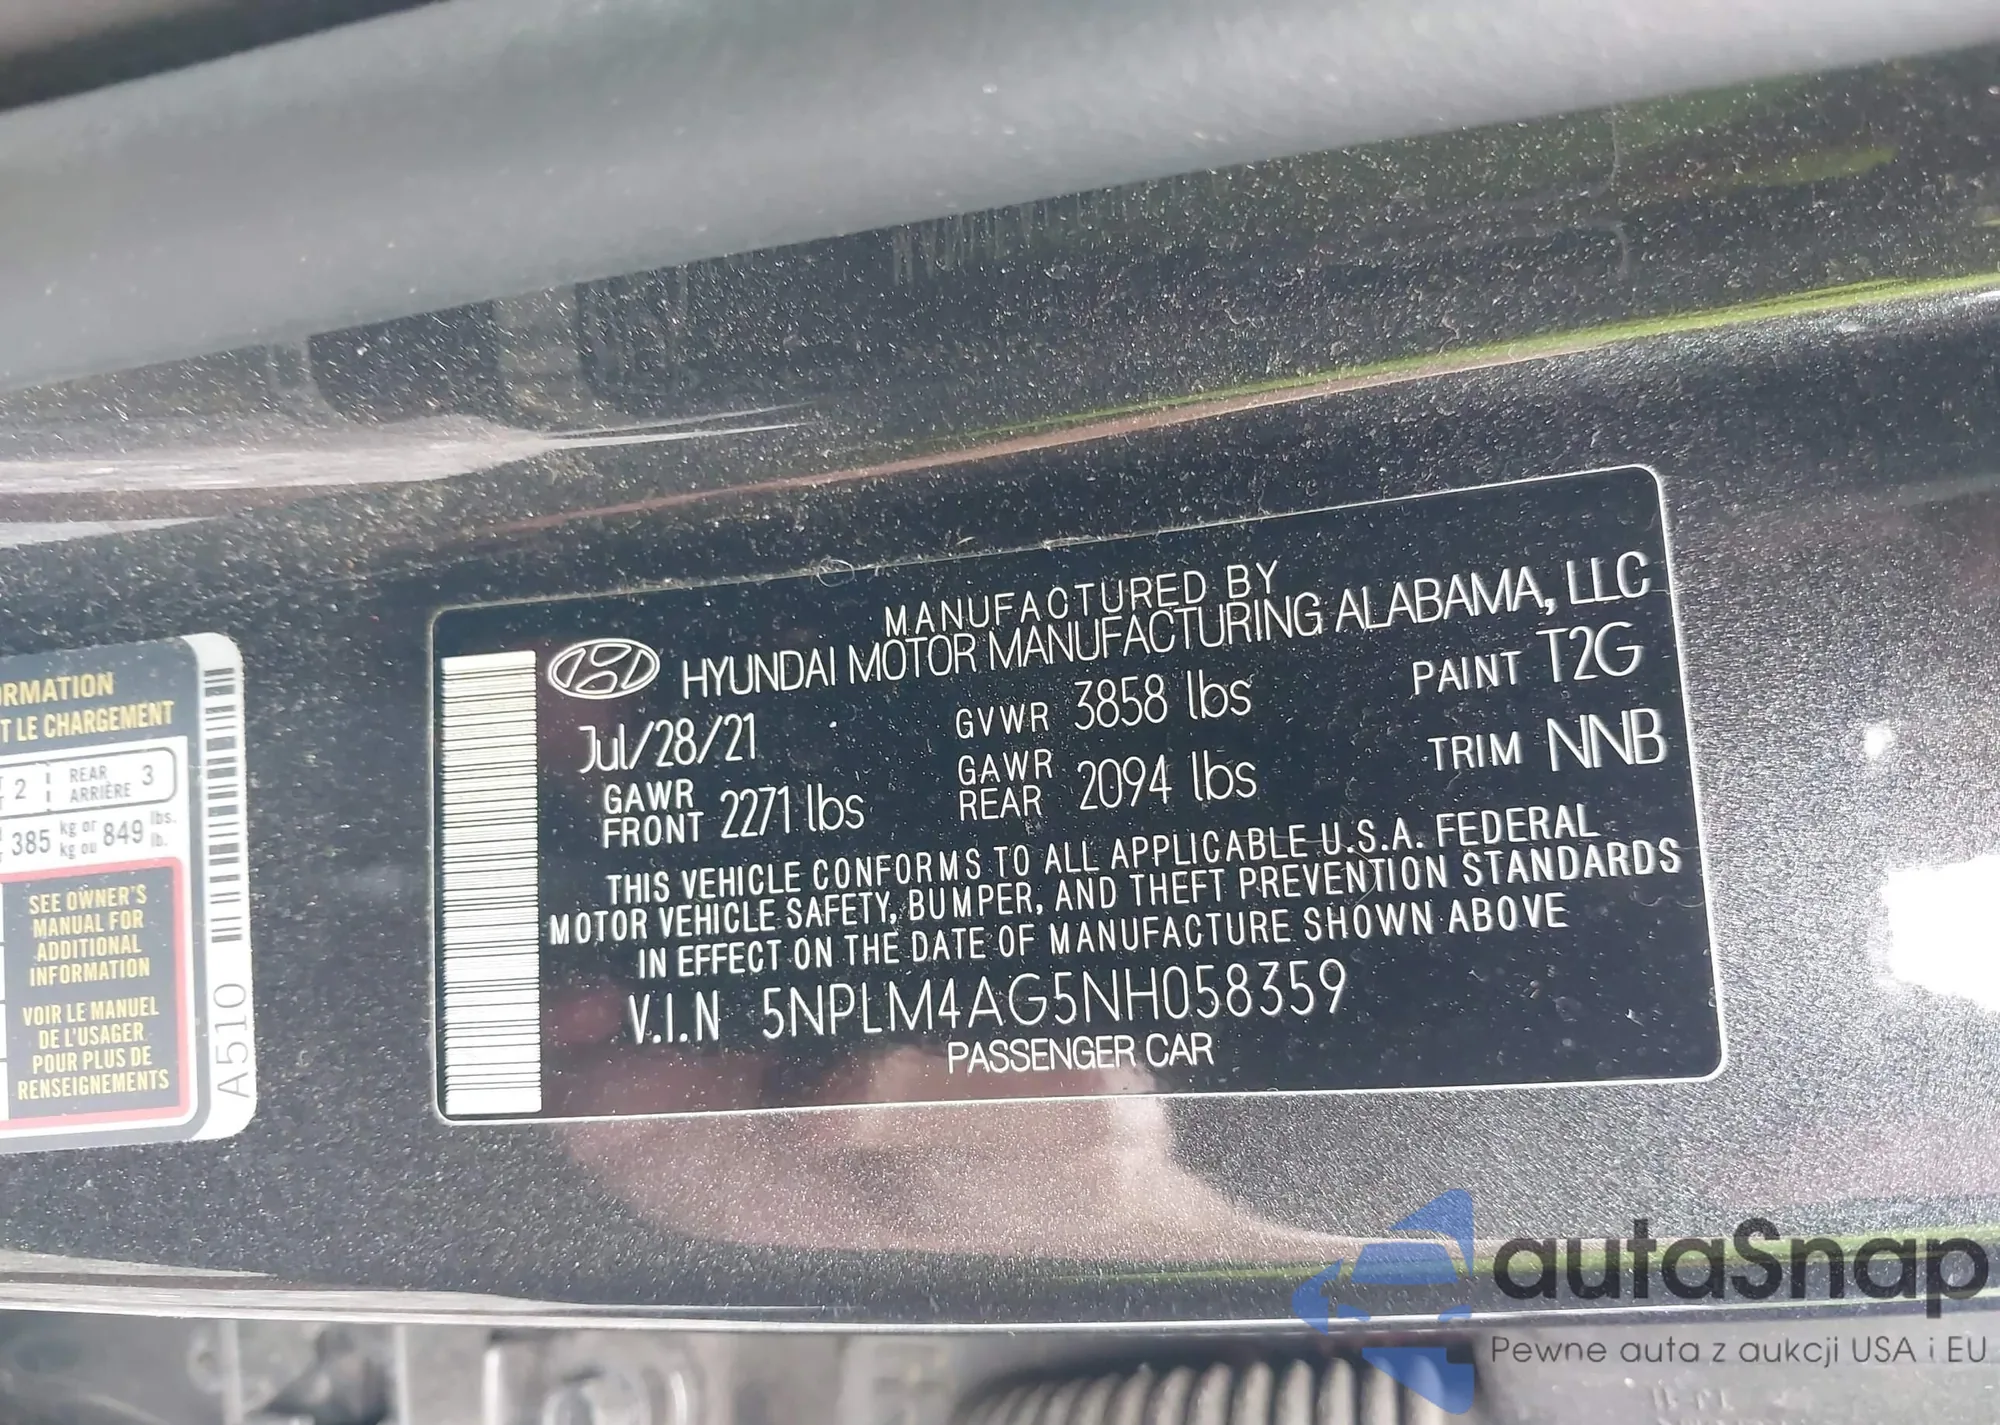 RMATION
T LE CHARGEMENT
2 REAR ARRIÈRE 3
385 kg or kg ou 849 lbs. lb.
SEE OWNER'S
MANUAL FOR
ADDITIONAL
INFORMATION
VOIR LE MANUEL
DE L'USAGER
POUR PLUS DE
RENSEIGNEMENTS
A510
MANUFACTURED BY
HYUNDAI MOTOR MANUFACTURING ALABAMA, LLC
Jul/28/21 GVWR 3858 lbs PAINT T2G
GAWR FRONT 2271 lbs GAWR REAR 2094 lbs TRIM NNB
THIS VEHICLE CONFORMS TO ALL APPLICABLE U.S.A. FEDERAL
MOTOR VEHICLE SAFETY, BUMPER, AND THEFT PREVENTION STANDARDS
IN EFFECT ON THE DATE OF MANUFACTURE SHOWN ABOVE
V.I.N 5NPLM4AG5NH058359
PASSENGER CAR
autaSnap
Pewne auta z aukcji USA i EU